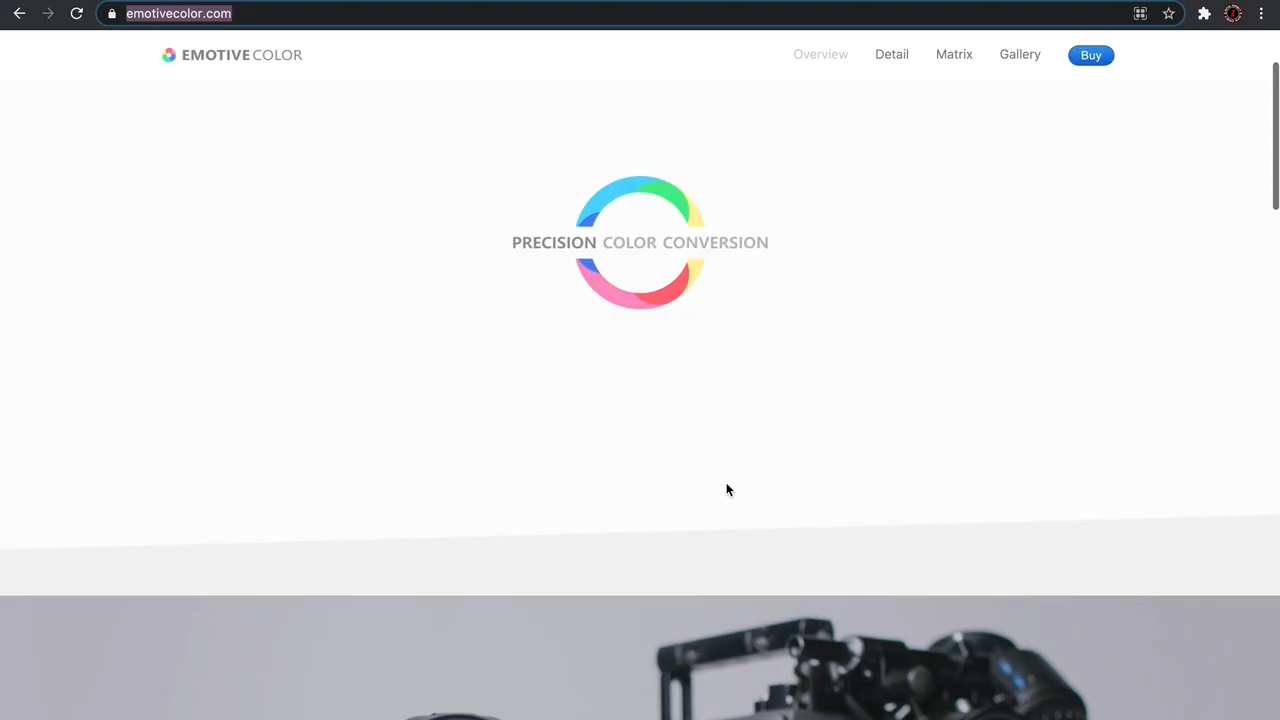 emotivecolor.com
EMOTIVE COLOR
Overview
Detail
Matrix
Gallery
Buy
PRECISION COLOR CONVERSION